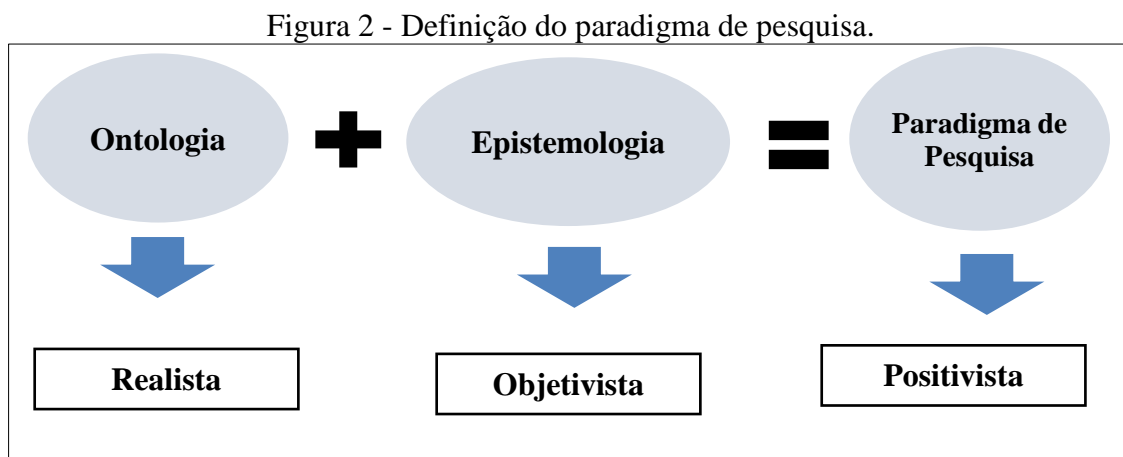 Figura 2 - Definição do paradigma de pesquisa.
Ontologia
Epistemologia
Paradigma de
Pesquisa
Realista
Objetivista
Positivista